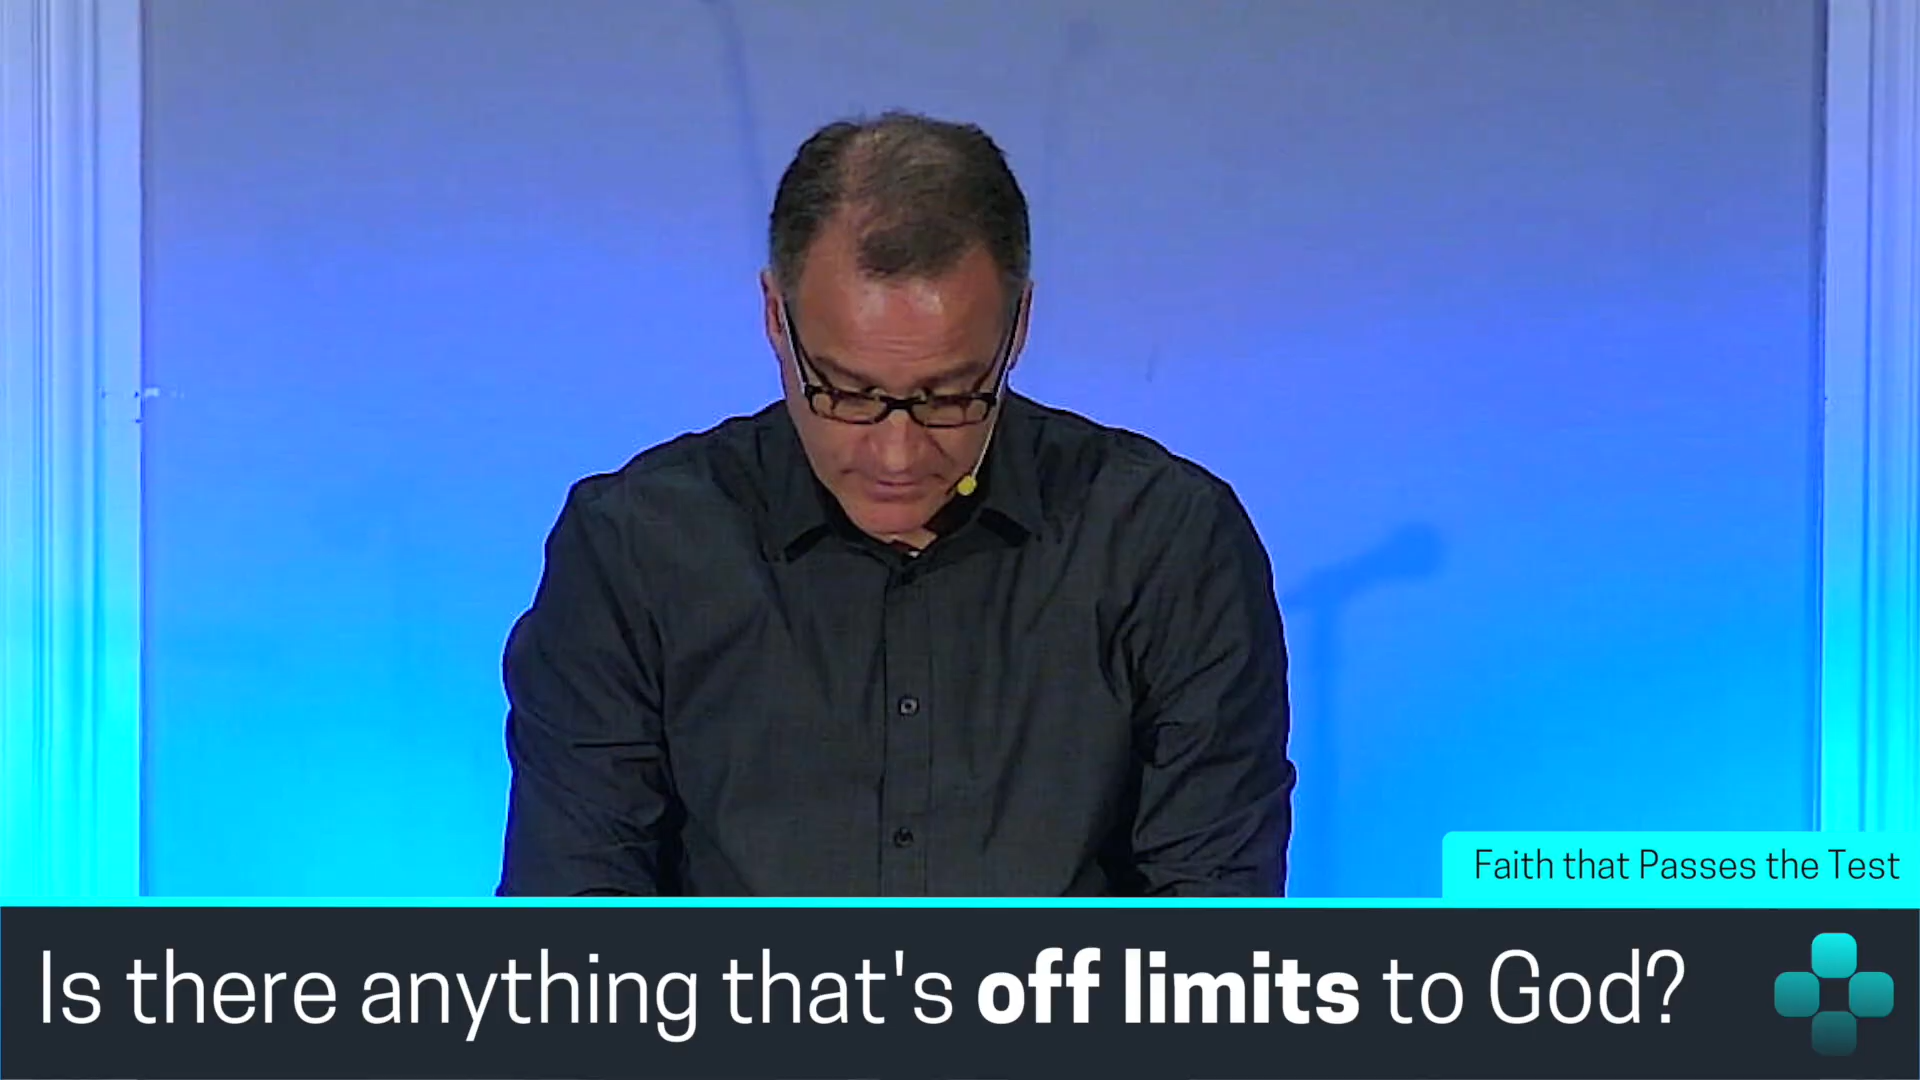 Faith that Passes the Test
Is there anything that's off limits to God?